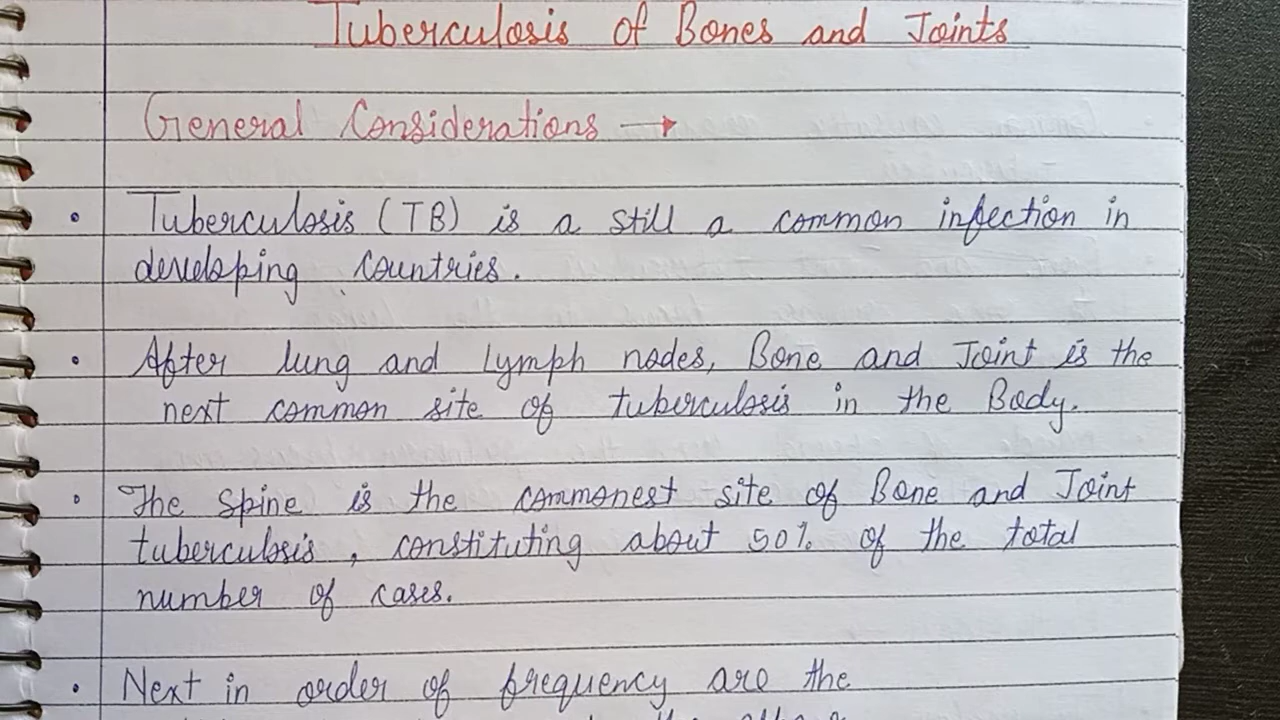 Tuberculosis of Bones and Joints
General Considerations →
• Tuberculosis (TB) is a still a common infection in
developing countries.
• After lung and lymph nodes, Bone and Joint is the
next common site of tuberculosis in the Body.
• The spine is the commonest site of Bone and Joint
tuberculosis, constituting about 50% of the total
number of cases.
• Next in order of frequency are the